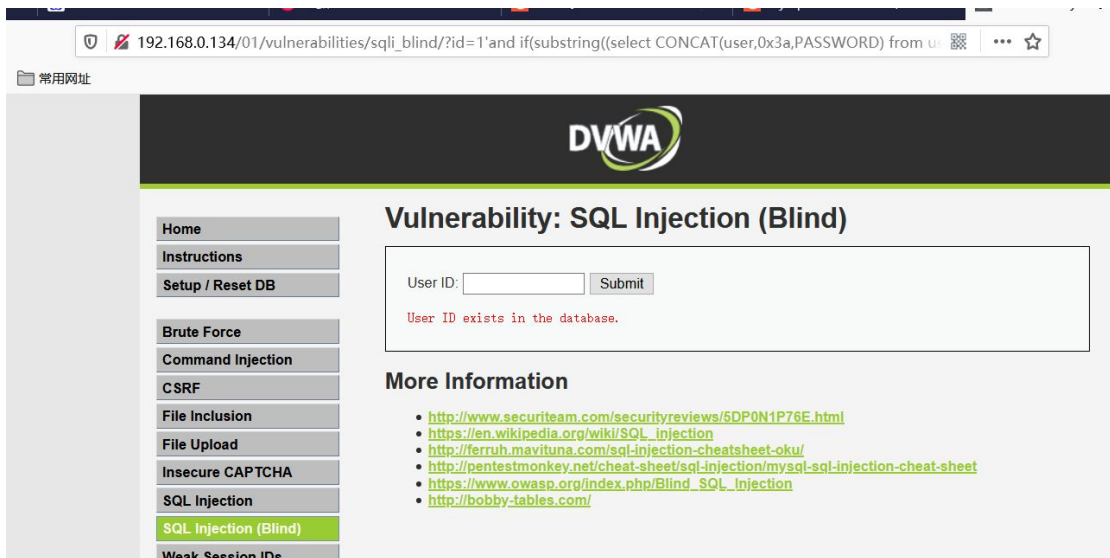 192.168.0.134/01/vulnerabilities/sqli_blind/?id=1'and if(substring((select CONCAT(user,0x3a,PASSWORD) from u
常用网址
DVWA
Home
Instructions
Setup / Reset DB
Brute Force
Command Injection
CSRF
File Inclusion
File Upload
Insecure CAPTCHA
SQL Injection
SQL Injection (Blind)
Weak Session IDs
Vulnerability: SQL Injection (Blind)
User ID:
Submit
User ID exists in the database.
More Information
http://www.securiteam.com/securityreviews/5DP0N1P76E.html
https://en.wikipedia.org/wiki/SQL_injection
http://ferruh.mavituna.com/sql-injection-cheatsheet-oku/
http://pentestmonkey.net/cheat-sheet/sql-injection/mysql-sql-injection-cheat-sheet
https://www.owasp.org/index.php/Blind_SQL_Injection
http://bobby-tables.com/